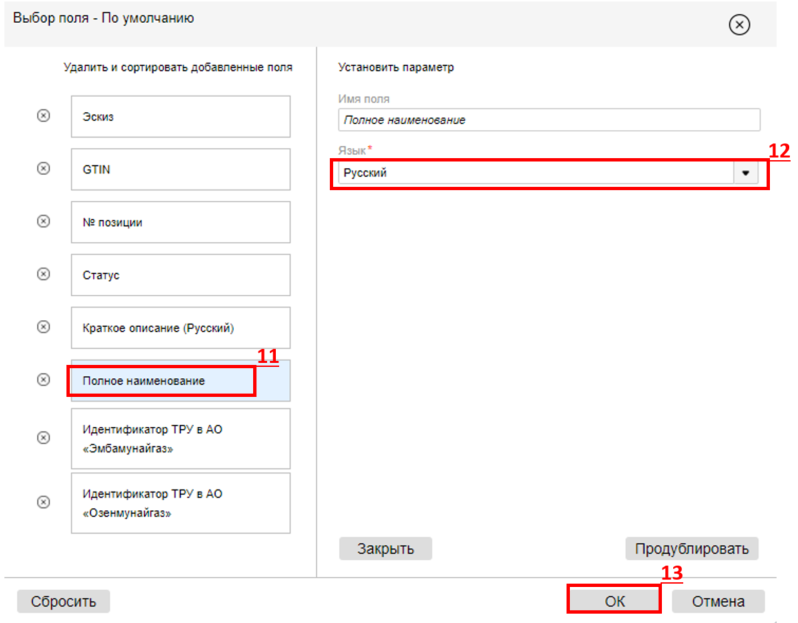 Выбор поля - По умолчанию
Удалить и сортировать добавленные поля
Эскиз
GTIN
№ позиции
Статус
Краткое описание (Русский)
11
Полное наименование
Идентификатор ТРУ в АО
«Эмбамунайгаз»
Идентификатор ТРУ в АО
«Озенмунайгаз»
Установить параметр
Имя поля
Полное наименование
Язык*
12
Русский
Закрыть
Продублировать
13
Сбросить
ОК
Отмена